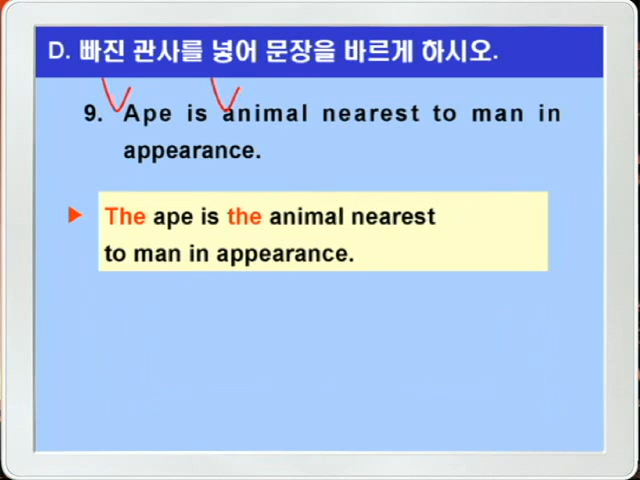 D. 빠진 관사를 넣어 문장을 바르게 하시오.
9. Ape is animal nearest to man in
appearance.
The ape is the animal nearest
to man in appearance.